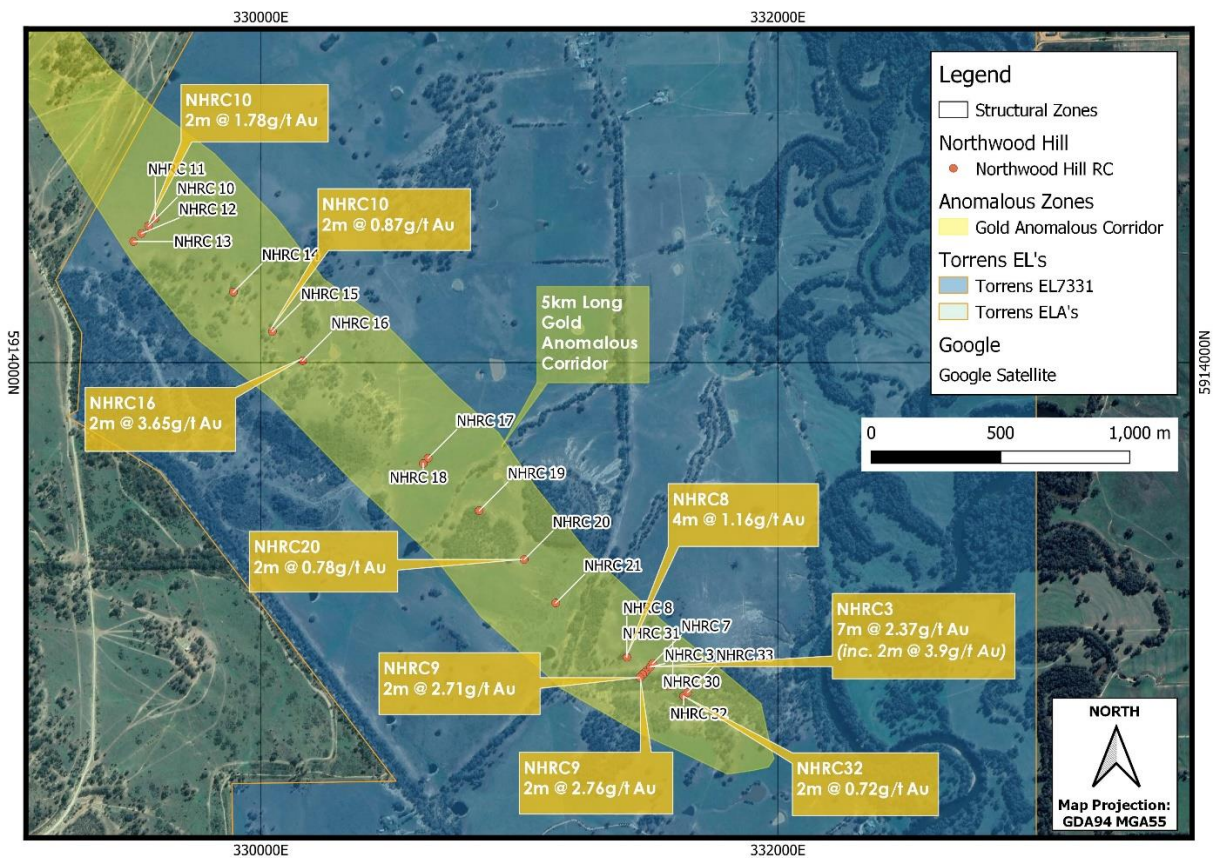 330000E
332000E
Legend
Structural Zones
Northwood Hill
Northwood Hill RC
Anomalous Zones
Gold Anomalous Corridor
Torrens EL's
Torrens EL7331
Torrens ELA's
Google
Google Satellite
NHRC10
2m @ 1.78g/t Au
NHRC 11
NHRC 10
NHRC 12
NHRC 13
NHRC10
2m @ 0.87g/t Au
NHRC 14
NHRC 15
NHRC 16
5km Long
Gold
Anomalous
Corridor
5914000N
5914000N
NHRC16
2m @ 3.65g/t Au
NHRC 17
NHRC 18
0 500 1,000 m
NHRC 19
NHRC8
4m @ 1.16g/t Au
NHRC 20
NHRC20
2m @ 0.78g/t Au
NHRC 21
NHRC 8
NHRC 31
NHRC 7
NHRC 3
NHRC 33
NHRC3
7m @ 2.37g/t Au
(inc. 2m @ 3.9g/t Au)
NHRC9
2m @ 2.71g/t Au
NHRC 30
NHRC 32
NHRC9
2m @ 2.76g/t Au
NHRC32
2m @ 0.72g/t Au
NORTH
Map Projection:
GDA94 MGA55
330000E
332000E